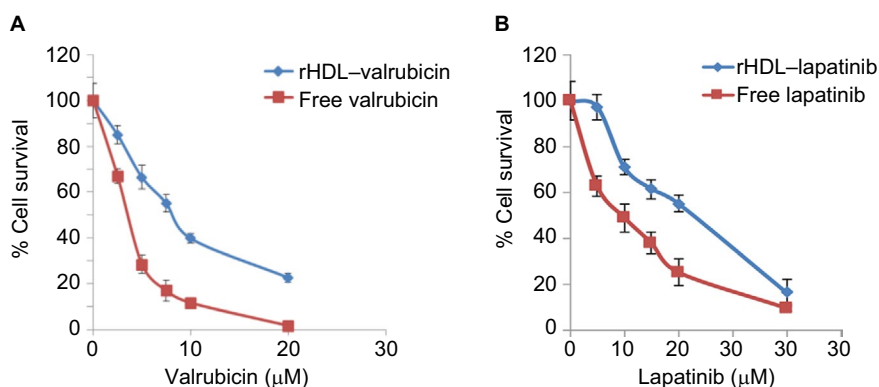 A
120
100
80
60
40
20
0
% Cell survival
rHDL–valrubicin
Free valrubicin
0 10 20 30
Valrubicin (µM)
B
120
100
80
60
40
20
0
% Cell survival
rHDL–lapatinib
Free lapatinib
0 10 20 30 30 30
Lapatinib (µM)